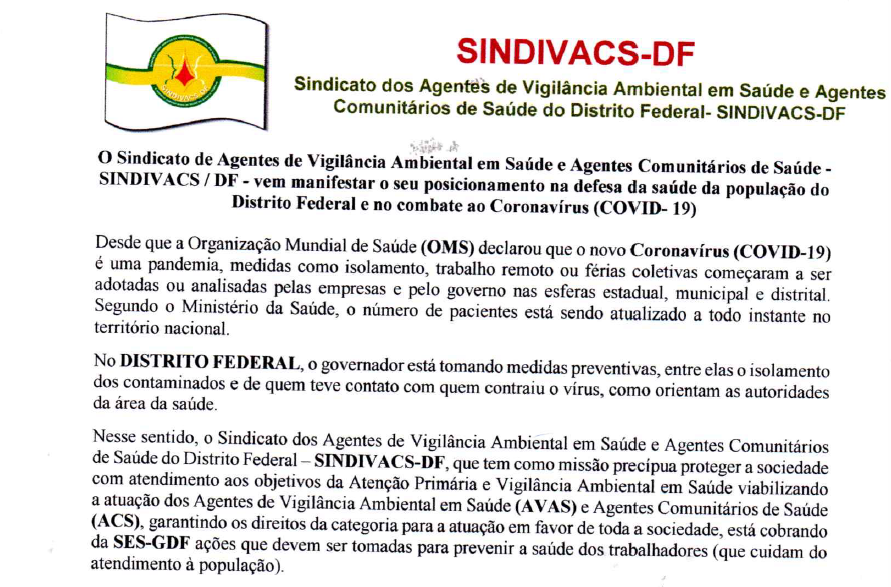 SINDIVACS-DF
SINDIVACS-DF
Sindicato dos Agentes de Vigilância Ambiental em Saúde e Agentes
Comunitários de Saúde do Distrito Federal- SINDIVACS-DF
O Sindicato de Agentes de Vigilância Ambiental em Saúde e Agentes Comunitários de Saúde -
SINDIVACS / DF - vem manifestar o seu posicionamento na defesa da saúde da população do
Distrito Federal e no combate ao Coronavírus (COVID- 19)
Desde que a Organização Mundial de Saúde (OMS) declarou que o novo Coronavírus (COVID-19)
é uma pandemia, medidas como isolamento, trabalho remoto ou férias coletivas começaram a ser
adotadas ou analisadas pelas empresas e pelo governo nas esferas estadual, municipal e distrital.
Segundo o Ministério da Saúde, o número de pacientes está sendo atualizado a todo instante no
território nacional.
No DISTRITO FEDERAL, o governador está tomando medidas preventivas, entre elas o isolamento
dos contaminados e de quem teve contato com quem contraiu o vírus, como orientam as autoridades
da área da saúde.
Nesse sentido, o Sindicato dos Agentes de Vigilância Ambiental em Saúde e Agentes Comunitários
de Saúde do Distrito Federal – SINDIVACS-DF, que tem como missão precípua proteger a sociedade
com atendimento aos objetivos da Atenção Primária e Vigilância Ambiental em Saúde viabilizando
a atuação dos Agentes de Vigilância Ambiental em Saúde (AVAS) e Agentes Comunitários de Saúde
(ACS), garantindo os direitos da categoria para a atuação em favor de toda a sociedade, está cobrando
da SES-GDF ações que devem ser tomadas para prevenir a saúde dos trabalhadores (que cuidam do
atendimento à população).